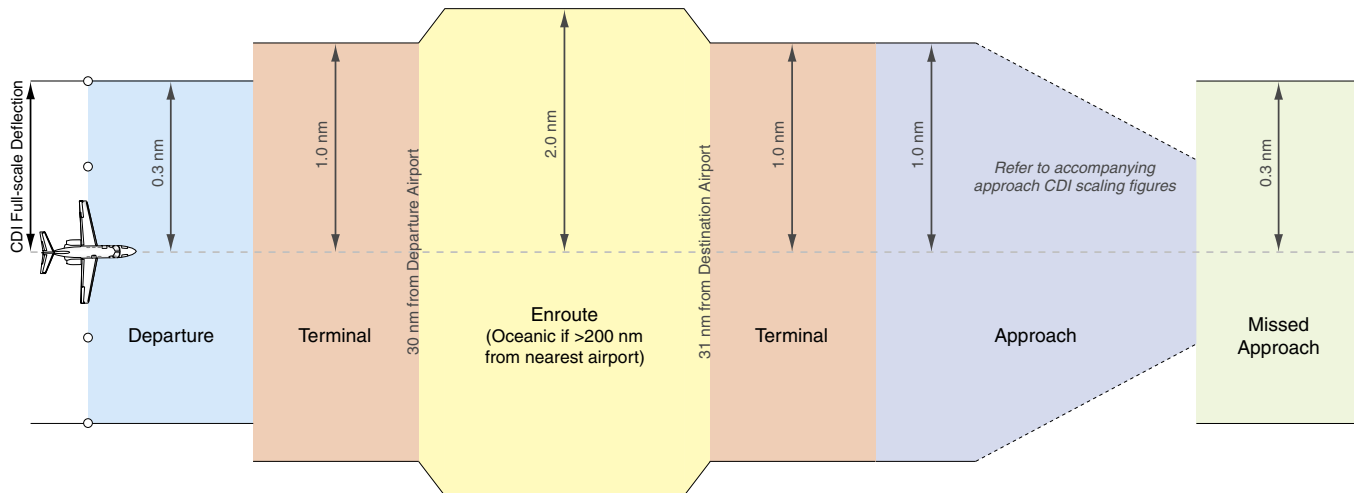 CDI Full-scale Deflection
0.3 nm
Departure
1.0 nm
Terminal
30 nm from Departure Airport
2.0 nm
Enroute
(Oceanic if >200 nm
from nearest airport)
31 nm from Destination Airport
1.0 nm
Terminal
1.0 nm
Refer to accompanying
approach CDI scaling figures
Approach
0.3 nm
Missed
Approach